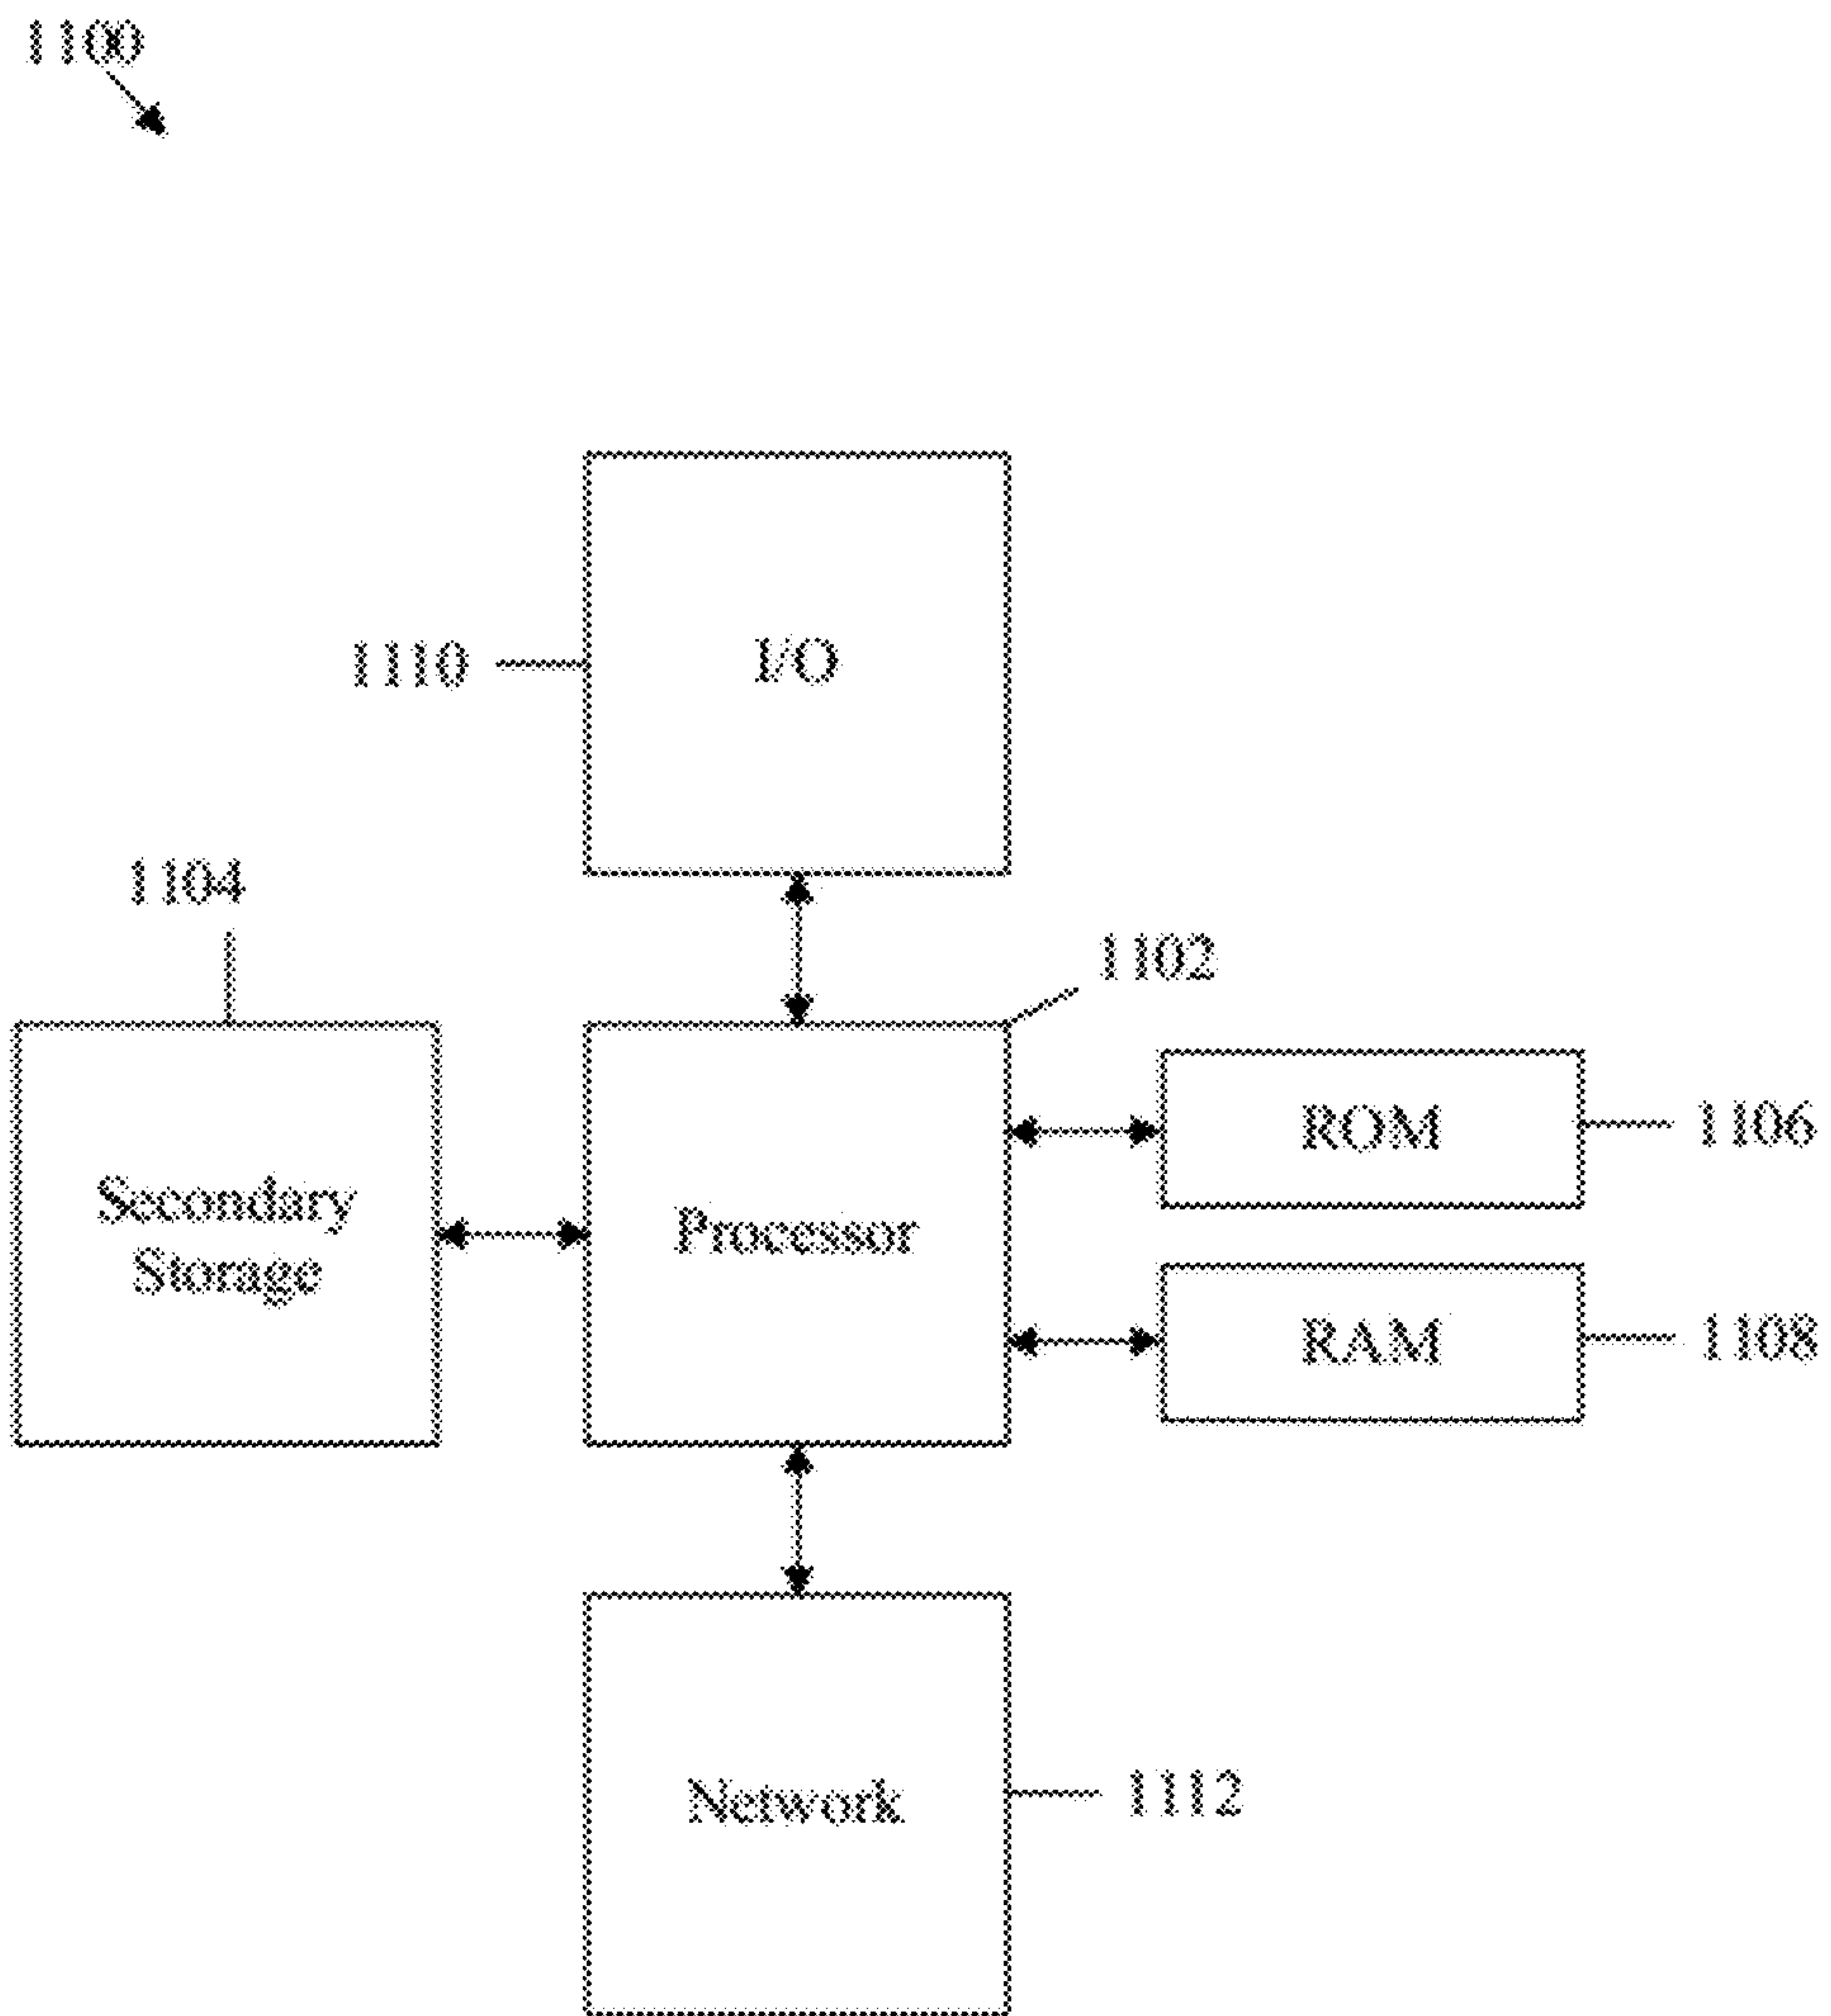 1100
1110
I/O
1104
1102
Secondary
Storage
Processor
ROM
1106
RAM
1108
Network
1112